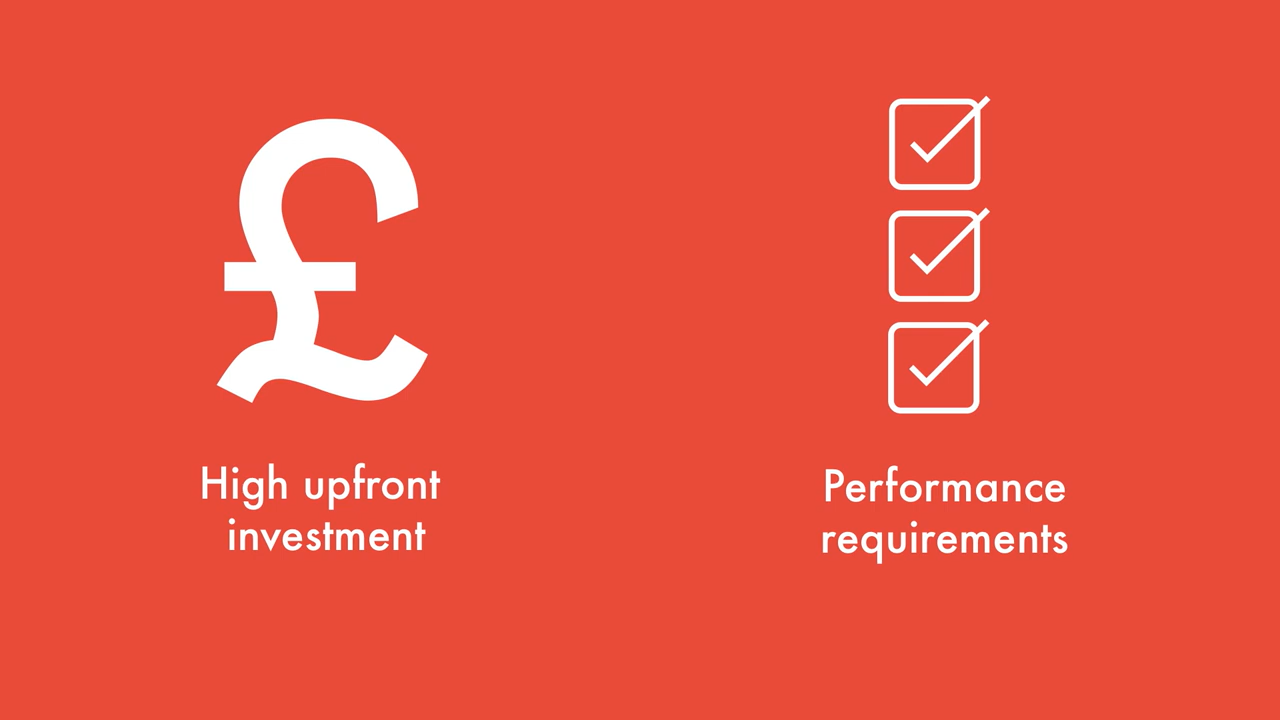 £
High upfront
investment
Performance
requirements